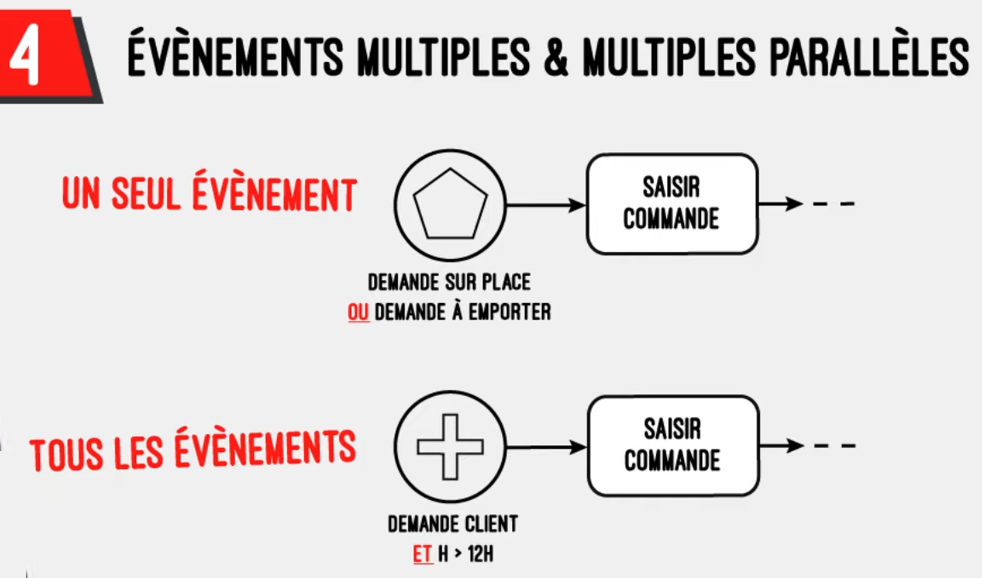 4
ÉVÈNEMENTS MULTIPLES & MULTIPLES PARALLÈLES
UN SEUL ÉVÈNEMENT
SAISIR
COMMANDE
DEMANDE SUR PLACE
OU DEMANDE À EMPORTER
TOUS LES ÉVÈNEMENTS
SAISIR
COMMANDE
DEMANDE CLIENT
ET H > 12H